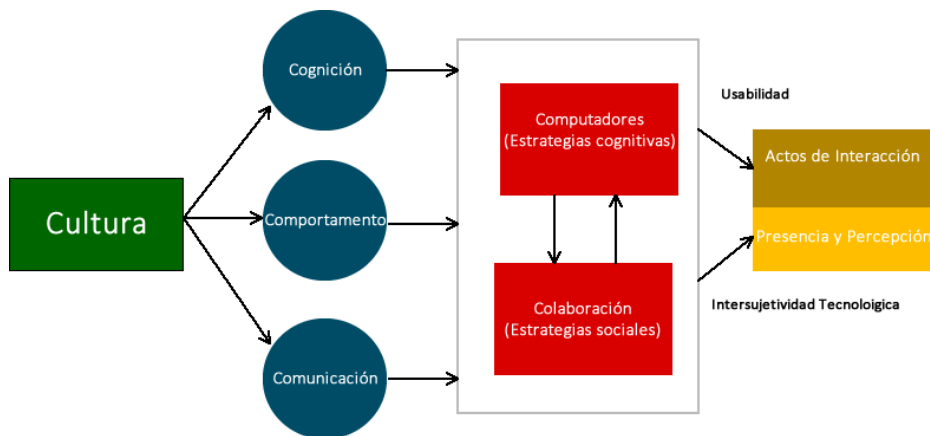 Cultura
Cognición
Comportamento
Comunicación
Computadores
(Estrategias cognitivas)
Colaboración
(Estrategias sociales)
Usabilidad
Actos de Interacción
Presencia y Percepción
Intersujetividad Tecnoloigica